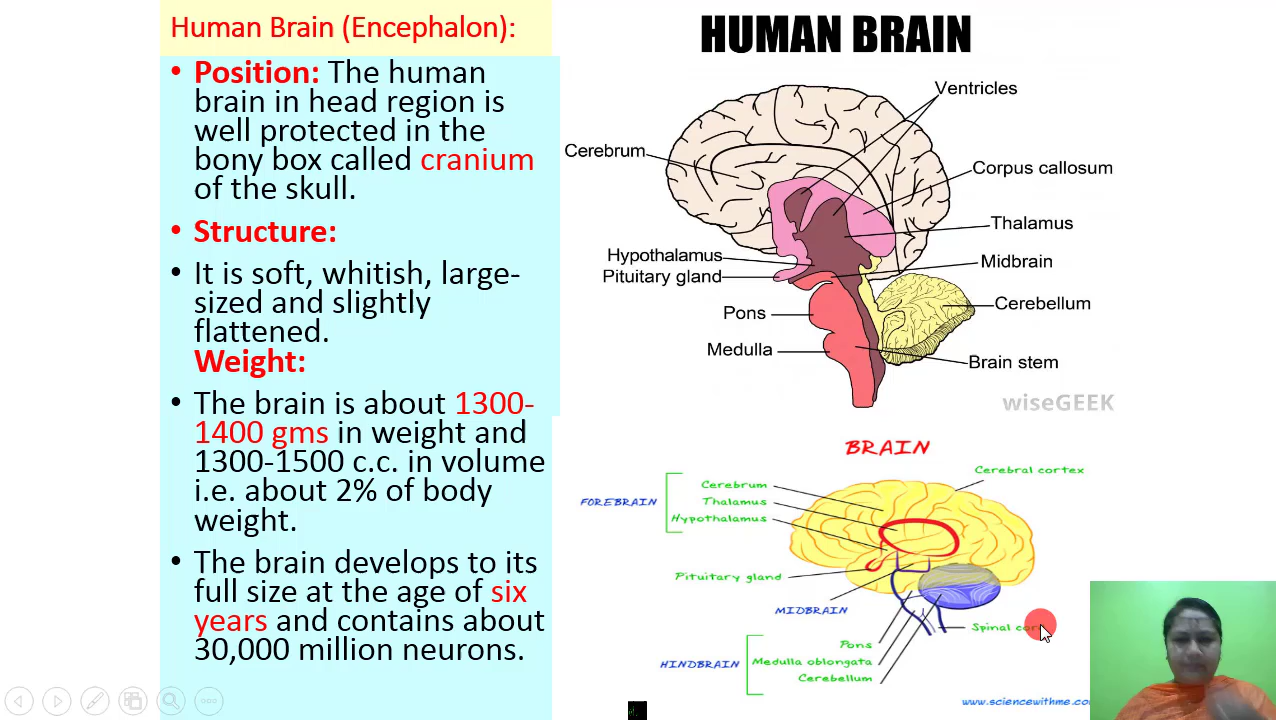 Human Brain (Encephalon):
• Position: The human
brain in head region is
well protected in the
bony box called cranium
of the skull.
• Structure:
• It is soft, whitish, large-
sized and slightly
flattened.
Weight:
• The brain is about 1300-
1400 gms in weight and
1300-1500 c.c. in volume
i.e. about 2% of body
weight.
• The brain develops to its
full size at the age of six
years and contains about
30,000 million neurons.
HUMAN BRAIN
Ventricles
Cerebrum
Corpus callosum
Thalamus
Hypothalamus
Midbrain
Pituitary gland
Cerebellum
Pons
Medulla
Brain stem
wiseGEEK
BRAIN
Cerebral cortex
Cerebrum
FOREBRAIN
Thalamus
Hypothalamus
Pituitary gland
MIDBRAIN
Spinal
Pons
HINDBRAIN
Medulla oblongata
Cerebellum